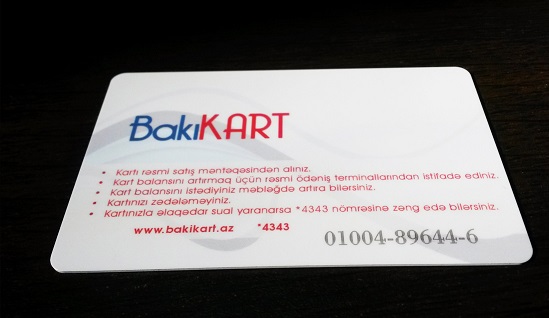 BakıKART
• Kartı rəsmi satış məntəqəsindən alınız.
• Kart balansını artırmaq üçün rəsmi ödəniş terminallarından istifadə ediniz.
• Kart balansını istədiyiniz məbləğdə artıra bilərsiniz.
• Kartınızı zədələməyiniz.
• Kartınızla əlaqədar sual yaranarsa *4343 nömrəsinə zəng edə bilərsiniz.
www.bakikart.az *4343
01004-89644-6